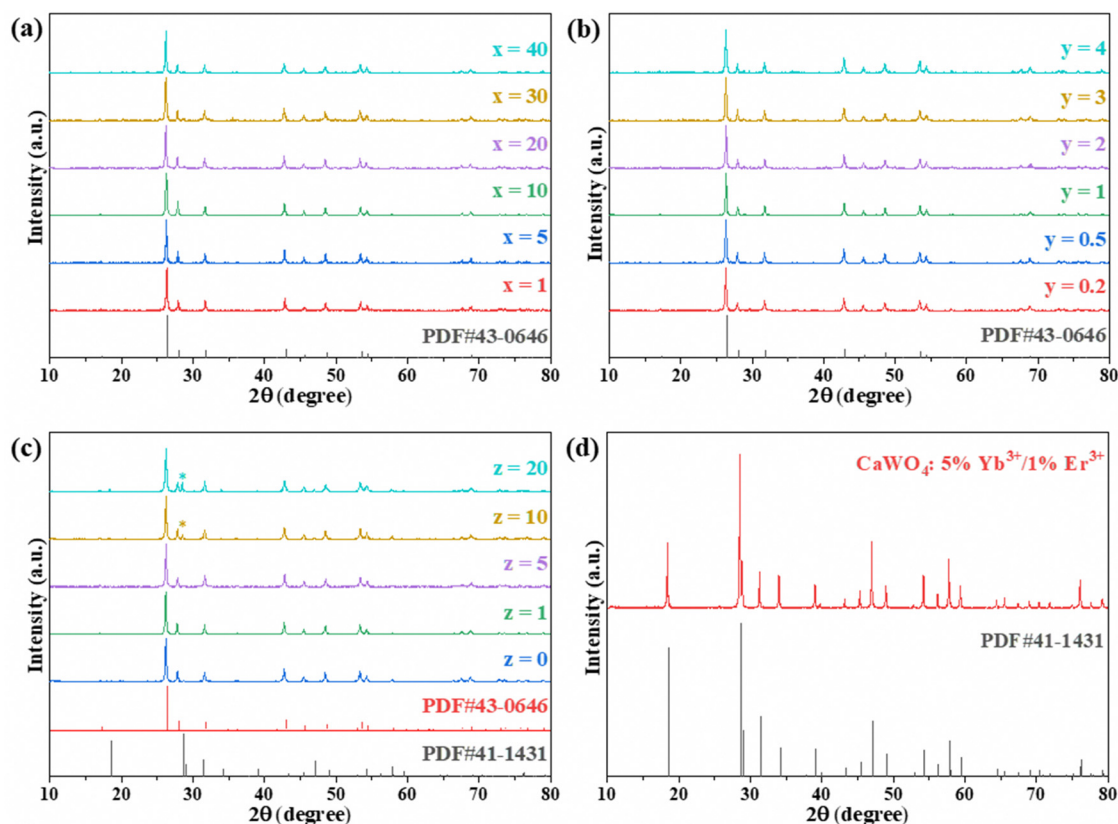 (a)
x = 40
x = 30
x = 20
x = 10
x = 5
x = 1
PDF#43-0646
Intensity (a.u.)
10 20 30 40 50 60 70 80
2θ (degree)
(b)
y = 4
y = 3
y = 2
y = 1
y = 0.5
y = 0.2
PDF#43-0646
Intensity (a.u.)
10 20 30 40 50 60 70 80
2θ (degree)
(c)
z = 20
*
z = 10
*
z = 5
z = 1
z = 0
PDF#43-0646
PDF#41-1431
Intensity (a.u.)
10 20 30 40 50 60 70 80
2θ (degree)
(d)
CaWO₄: 5% Yb³⁺/1% Er³⁺
PDF#41-1431
Intensity (a.u.)
10 20 30 40 50 60 70 80
2θ (degree)